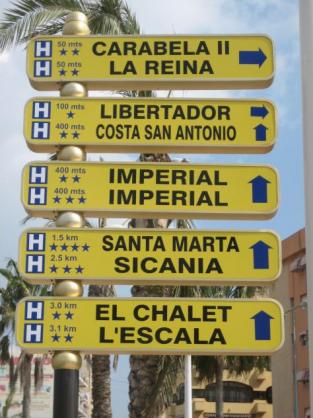 H 50 mts CARABELA II
H 50 mts LA REINA
H 100 mts LIBERTADOR
H 400 mts COSTA SAN ANTONIO
H 400 mts IMPERIAL
H 400 mts IMPERIAL
H 1.5 km SANTA MARTA
H 2.5 km SICANIA
H 3.0 km EL CHALET
H 3.1 km L'ESCALA